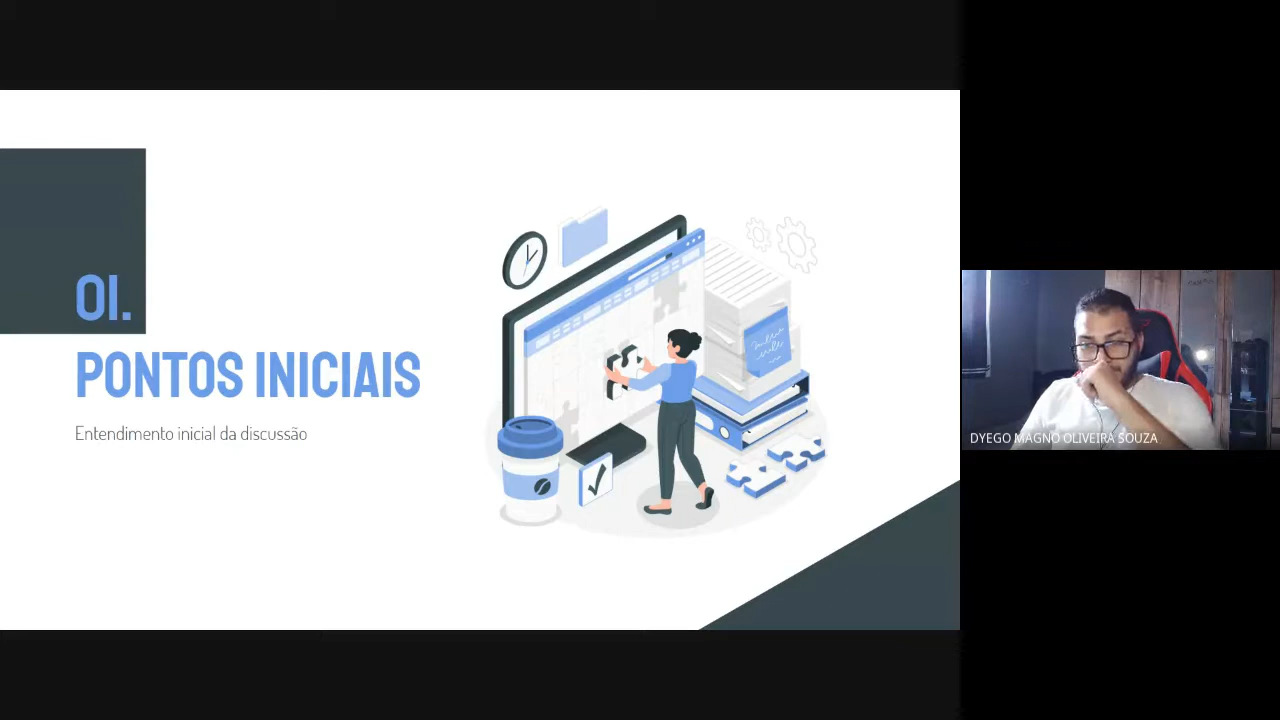 01.
PONTOS INICIAIS
Entendimento inicial da discussão
DYEGO MAGNO OLIVEIRA SOUZA